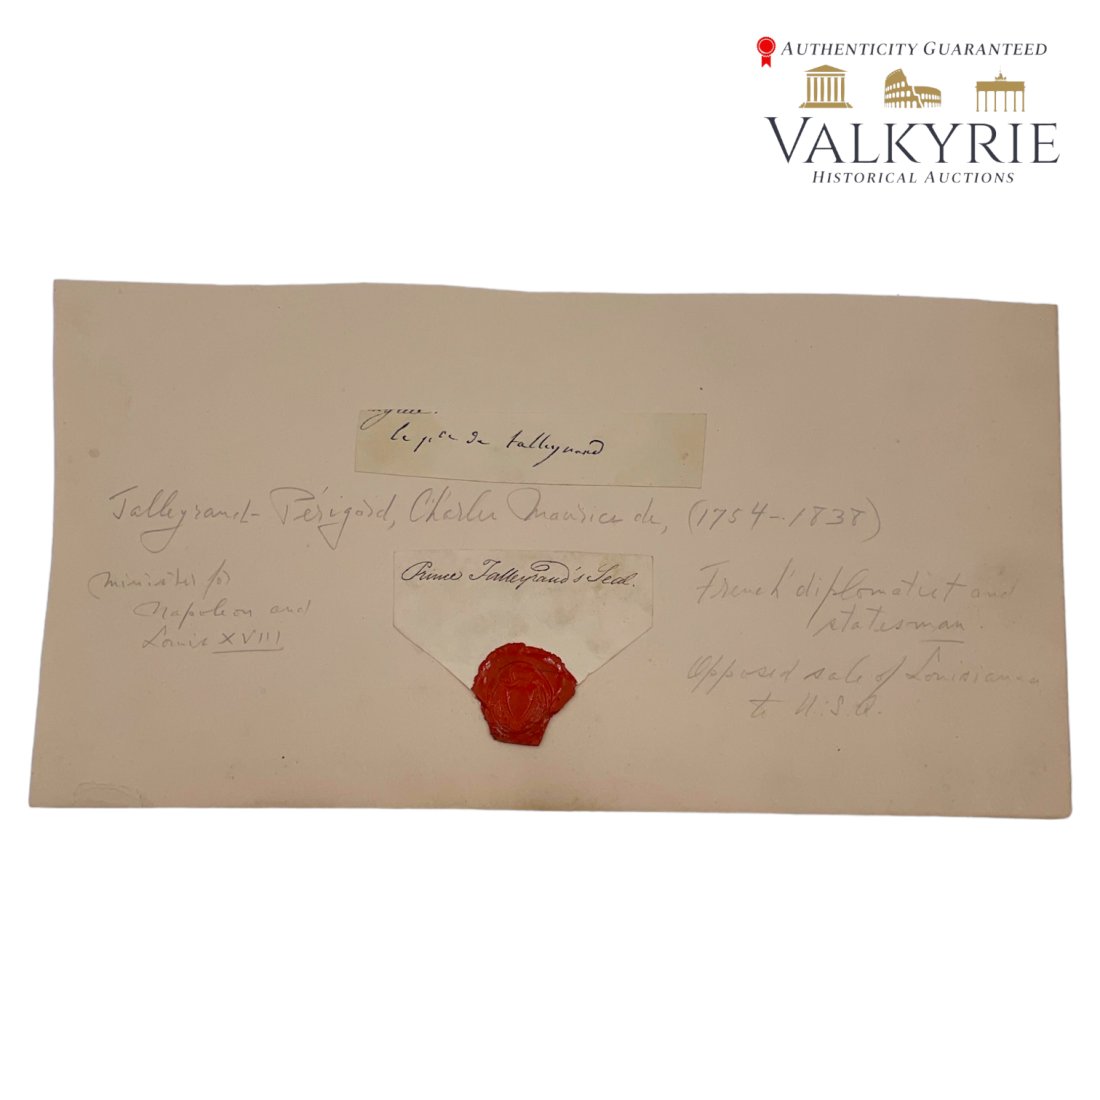 AUTHENTICITY GUARANTEED
VALKYRIE
HISTORICAL AUCTIONS
le pce de talleyrand
Talleyrand-Périgord, Charles Maurice de, (1754-1838)
Prince Talleyrand's Seal.
minister for
Napoleon and
Louis XVIII
French diplomatist and
statesman.
Opposed sale of Louisiana
to U.S.A.